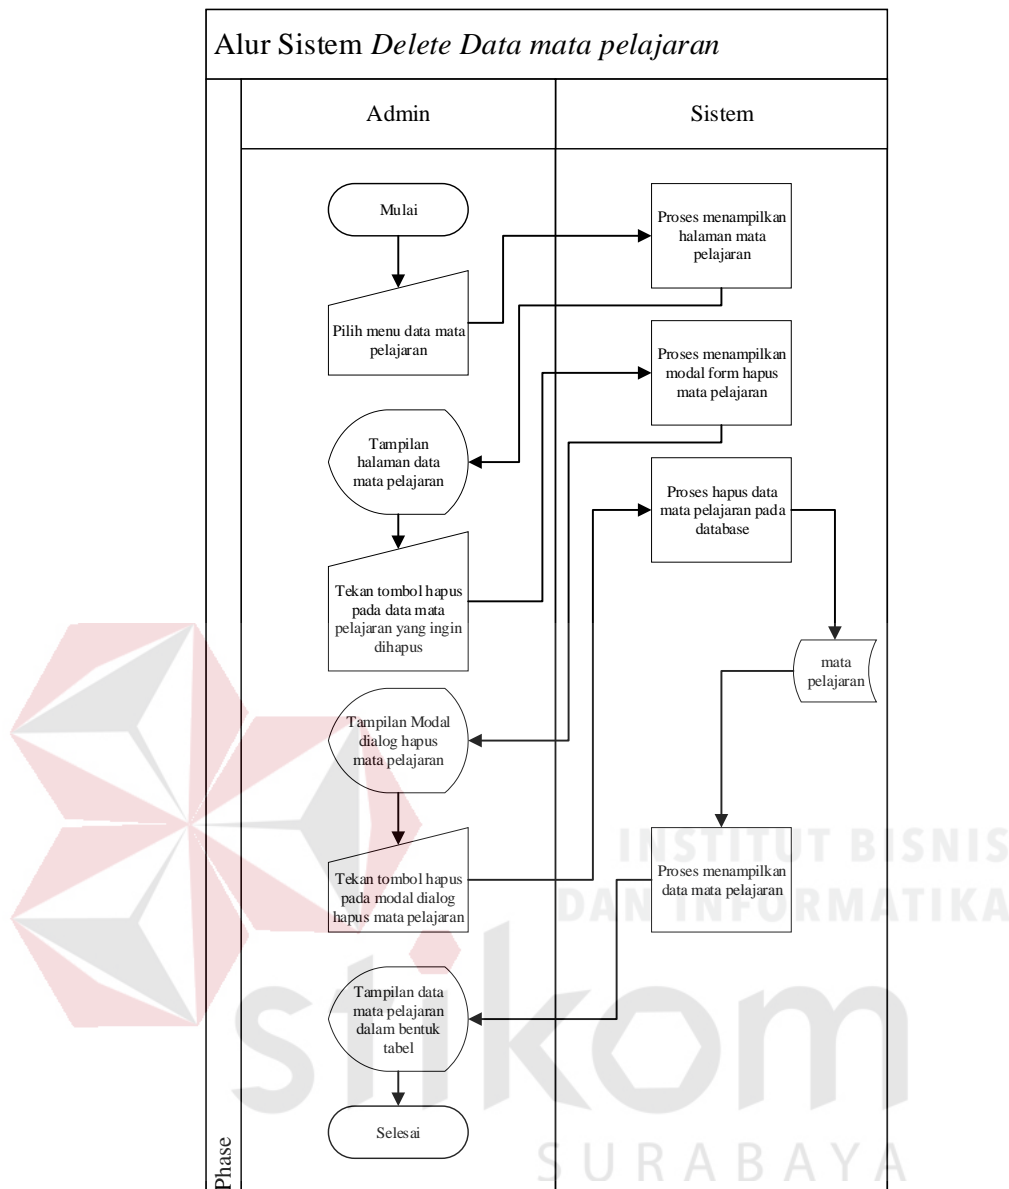 Alur Sistem Delete Data mata pelajaran
Admin
Sistem
Phase
Mulai
Proses menampilkan
halaman mata
pelajaran
Pilih menu data mata
pelajaran
Proses menampilkan
modal form hapus
mata pelajaran
Tampilan
halaman data
mata pelajaran
Proses hapus data
mata pelajaran pada
database
Tekan tombol hapus
pada data mata
pelajaran yang ingin
dihapus
mata
pelajaran
Tampilan Modal
dialog hapus
mata pelajaran
Tekan tombol hapus
pada modal dialog
hapus mata pelajaran
Proses menampilkan
data mata pelajaran
Tampilan data
mata pelajaran
dalam bentuk
tabel
Selesai
INSTITUT BISNIS
DAN INFORMATIKA
stikom
SURABAYA